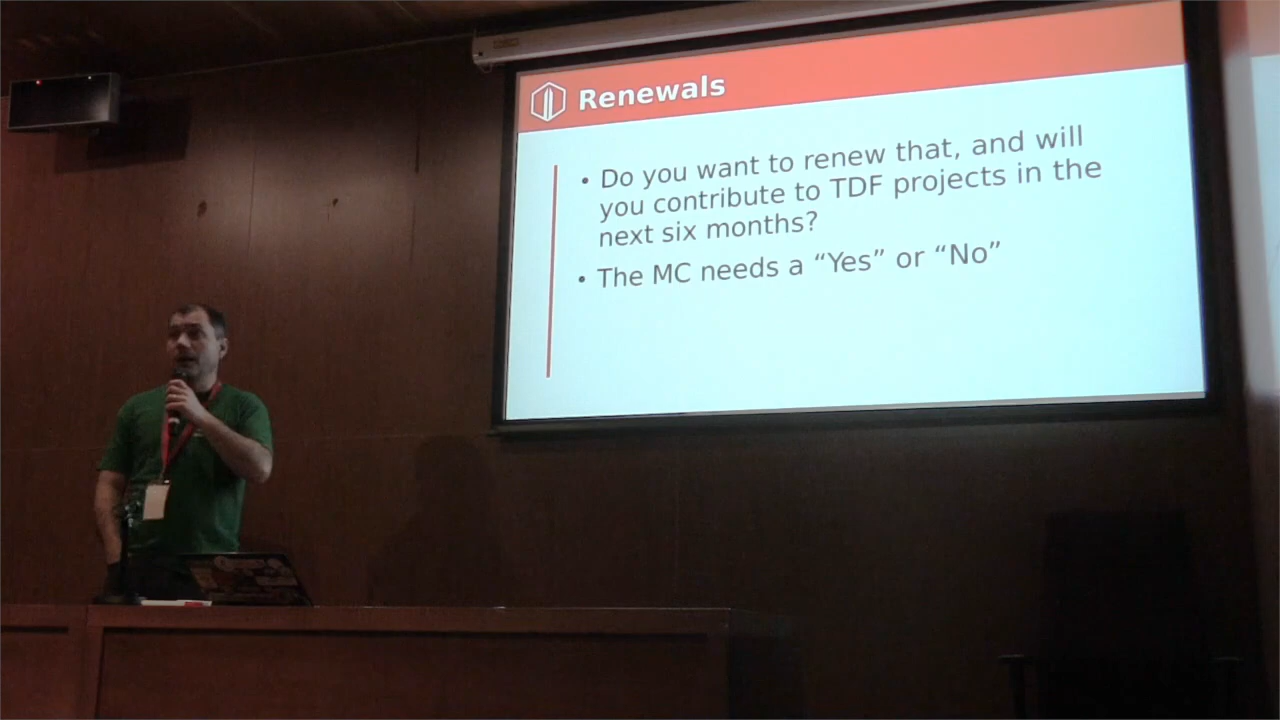 Renewals
• Do you want to renew that, and will
you contribute to TDF projects in the
next six months?
• The MC needs a “Yes” or “No”